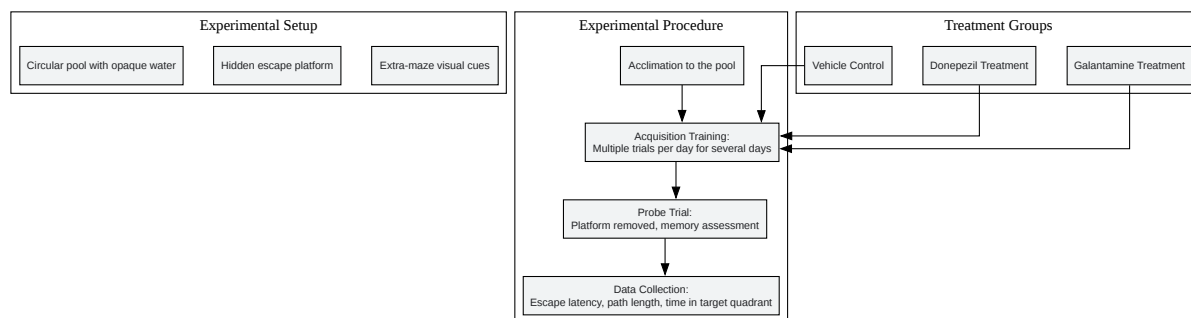 Experimental Setup
Circular pool with opaque water
Hidden escape platform
Extra-maze visual cues
Experimental Procedure
Acclimation to the pool
Acquisition Training:
Multiple trials per day for several days
Probe Trial:
Platform removed, memory assessment
Data Collection:
Escape latency, path length, time in target quadrant
Treatment Groups
Vehicle Control
Donepezil Treatment
Galantamine Treatment